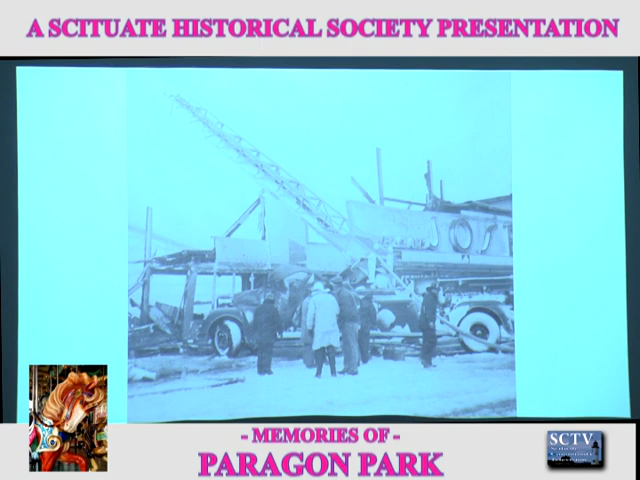 A SCITUATE HISTORICAL SOCIETY PRESENTATION
- MEMORIES OF -
PARAGON PARK
SCTV